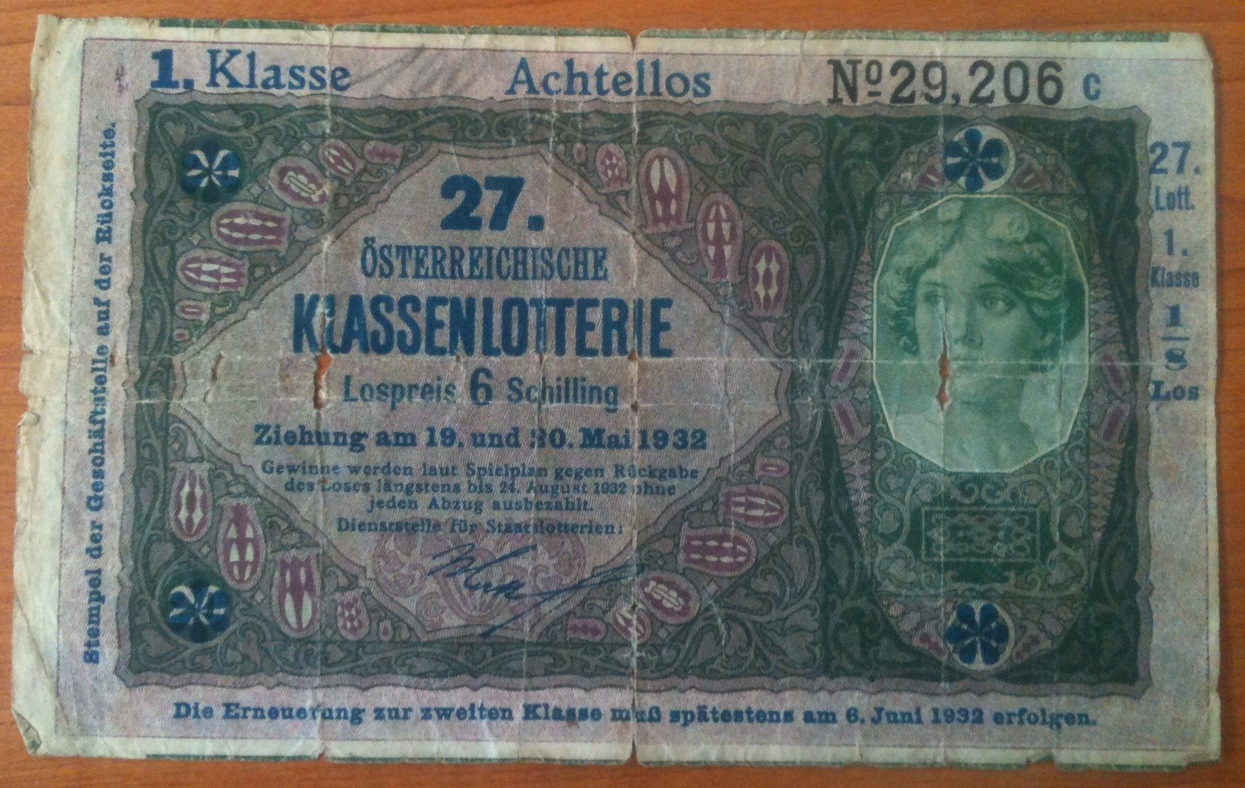 1. Klasse Achtellos Nº 29,206 c
Stempel der Geschäftstelle auf der Rückseite.
27.
ÖSTERREICHISCHE
KLASSENLOTTERIE
Lospreis 6 Schilling
Ziehung am 19. und 20. Mai 1932
Gewinne werden laut Spielplan gegen Rückgabe
des Loses längstens bis 24. August 1932 ohne
jeden Abzug ausbezahlt.
Dienststelle für Staatslotterien:
27.
Lott.
1.
Klasse
1/8
Los
Die Erneuerung zur zweiten Klasse muß spätestens am 6. Juni 1932 erfolgen.